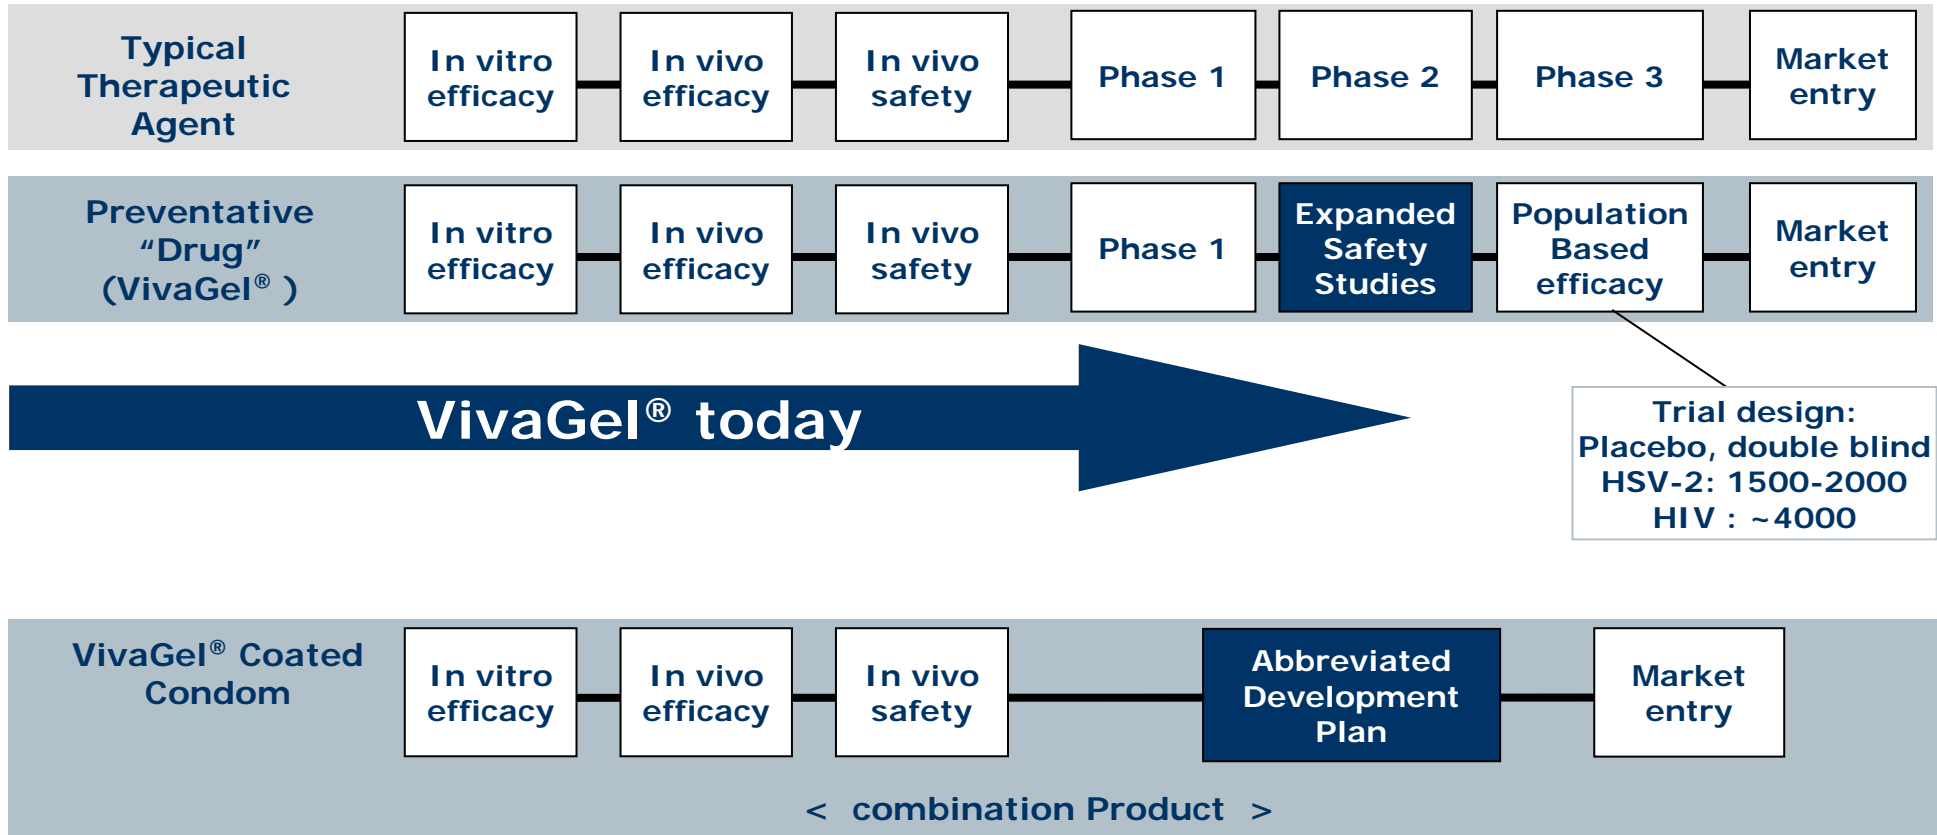 Typical
Therapeutic
Agent
In vitro
efficacy
In vivo
efficacy
In vivo
safety
Phase 1
Phase 2
Phase 3
Market
entry
Preventative
“Drug”
(VivaGel® )
In vitro
efficacy
In vivo
efficacy
In vivo
safety
Phase 1
Expanded
Safety
Studies
Population
Based
efficacy
Market
entry
VivaGel® today
Trial design:
Placebo, double blind
HSV-2: 1500-2000
HIV : ~4000
VivaGel® Coated
Condom
In vitro
efficacy
In vivo
efficacy
In vivo
safety
Abbreviated
Development
Plan
Market
entry
< combination Product >